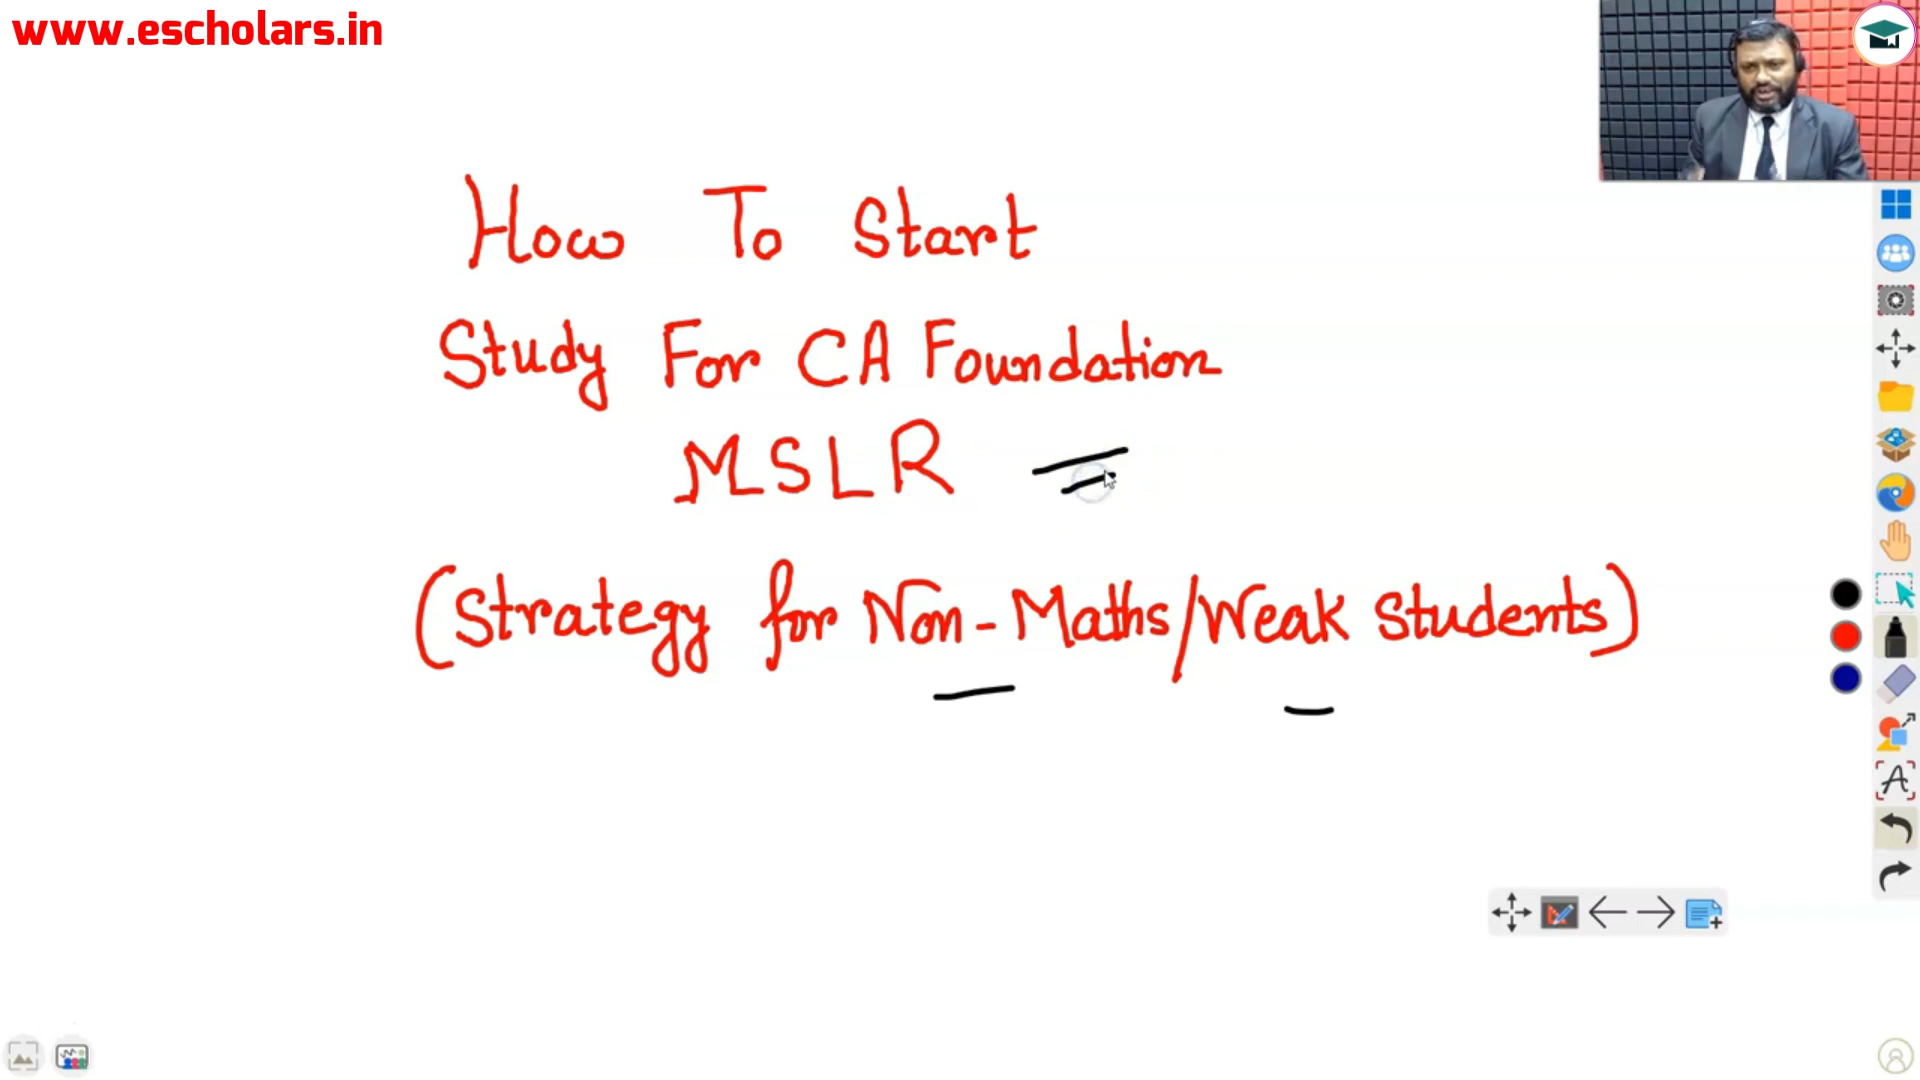 www.escholars.in
How To Start
Study For CA Foundation
MSLR
(Strategy for Non-Maths/Weak Students)